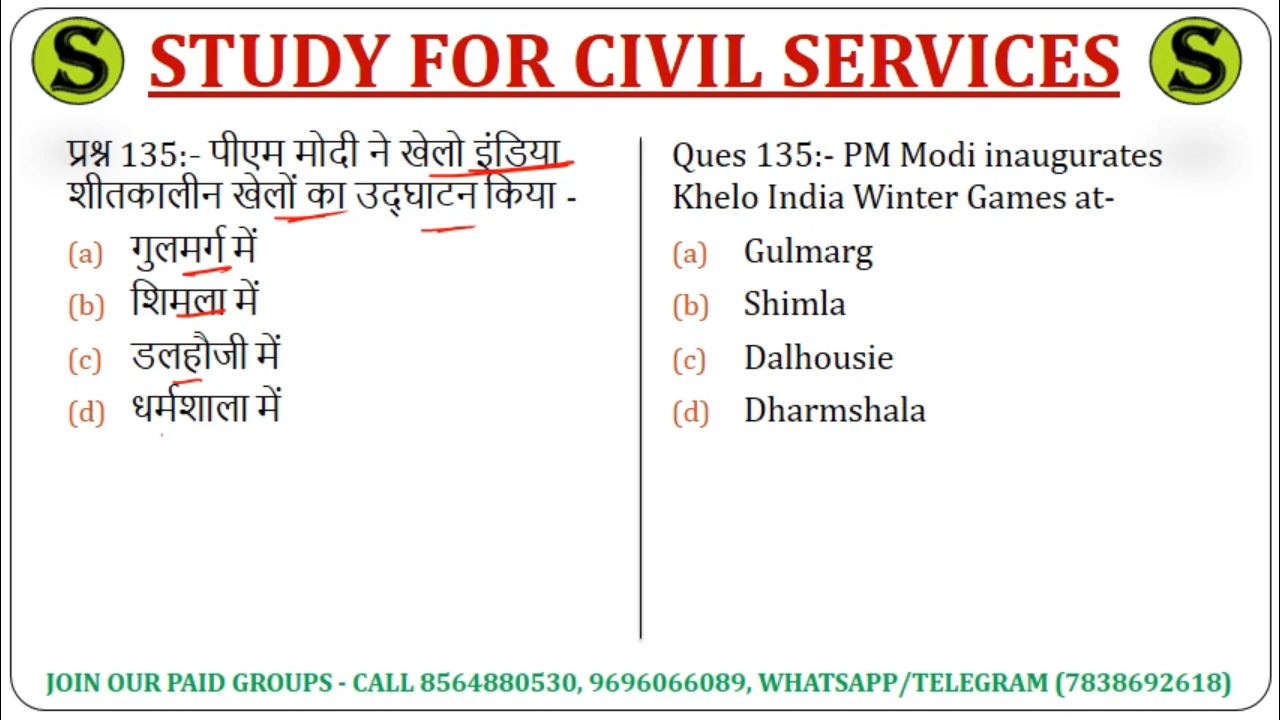 S STUDY FOR CIVIL SERVICES S
प्रश्न 135:- पीएम मोदी ने खेलो इंडिया
शीतकालीन खेलों का उद्घाटन किया -
(a) गुलमर्ग में
(b) शिमला में
(c) डलहौजी में
(d) धर्मशाला में
Ques 135:- PM Modi inaugurates
Khelo India Winter Games at-
(a) Gulmarg
(b) Shimla
(c) Dalhousie
(d) Dharmshala
JOIN OUR PAID GROUPS - CALL 8564880530, 9696066089, WHATSAPP/TELEGRAM (7838692618)